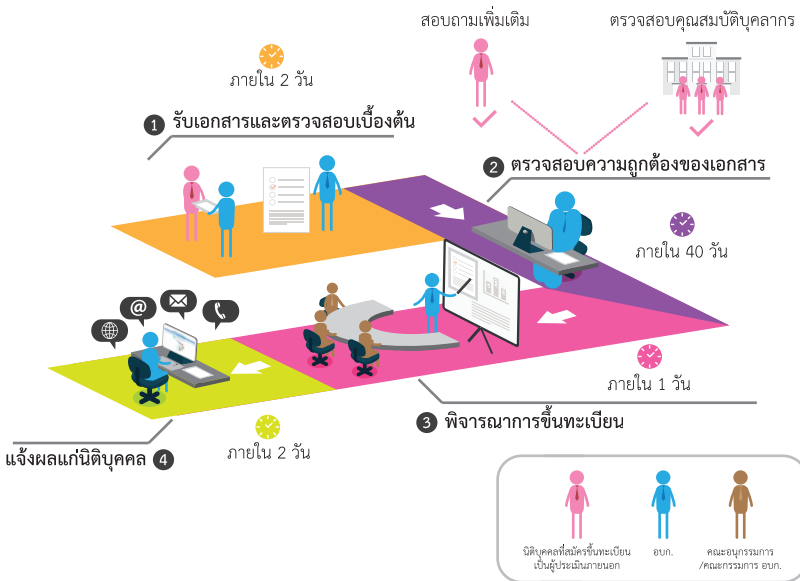 สอบถามเพิ่มเติม
ตรวจสอบคุณสมบัติบุคลากร
ภายใน 2 วัน
1 รับเอกสารและตรวจสอบเบื้องต้น
2 ตรวจสอบความถูกต้องของเอกสาร
ภายใน 40 วัน
@
ภายใน 1 วัน
3 พิจารณาการขึ้นทะเบียน
แจ้งผลแก่นิติบุคคล 4
ภายใน 2 วัน
นิติบุคคลที่สมัครขึ้นทะเบียน
เป็นผู้ประเมินภายนอก
อบก.
คณะอนุกรรมการ
/คณะกรรมการ อบก.